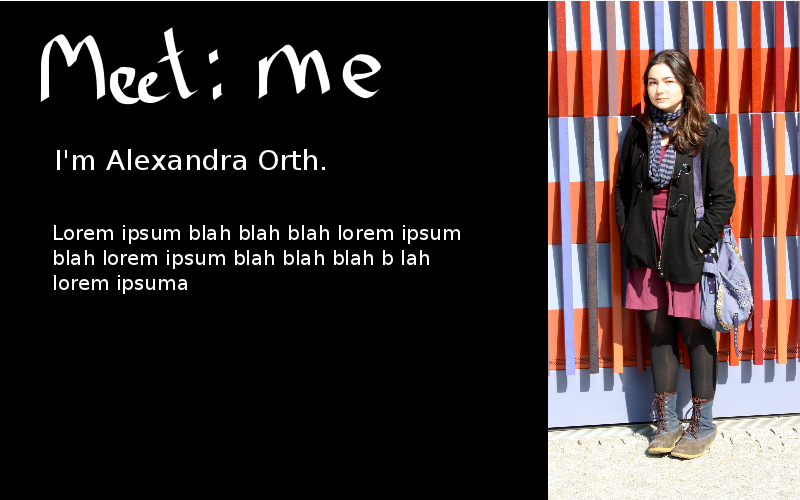 Meet: me
I'm Alexandra Orth.
Lorem ipsum blah blah blah lorem ipsum
blah lorem ipsum blah blah blah b lah
lorem ipsuma